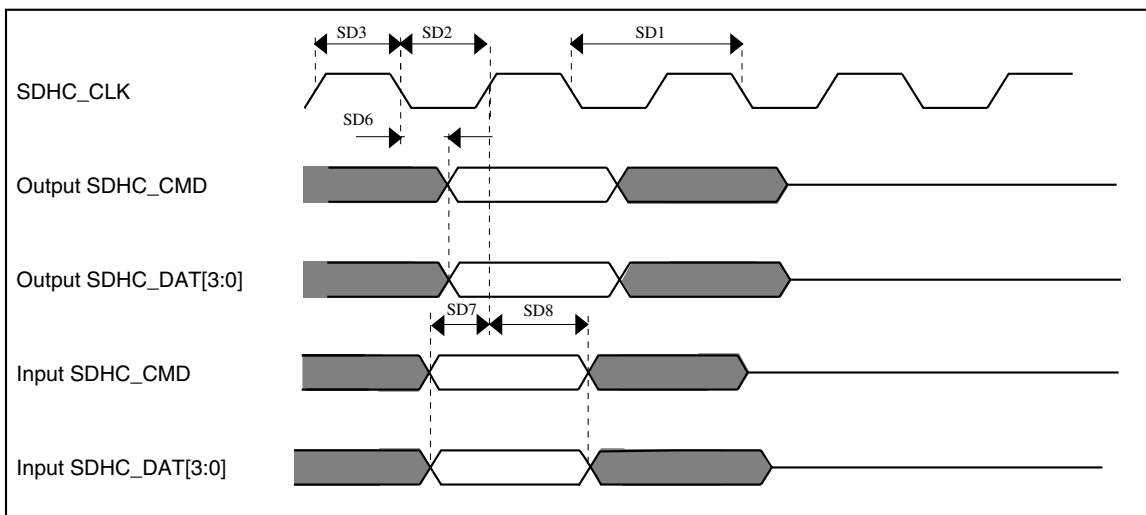 SD3
SD2
SD1
SDHC_CLK
SD6
Output SDHC_CMD
Output SDHC_DAT[3:0]
SD7
SD8
Input SDHC_CMD
Input SDHC_DAT[3:0]